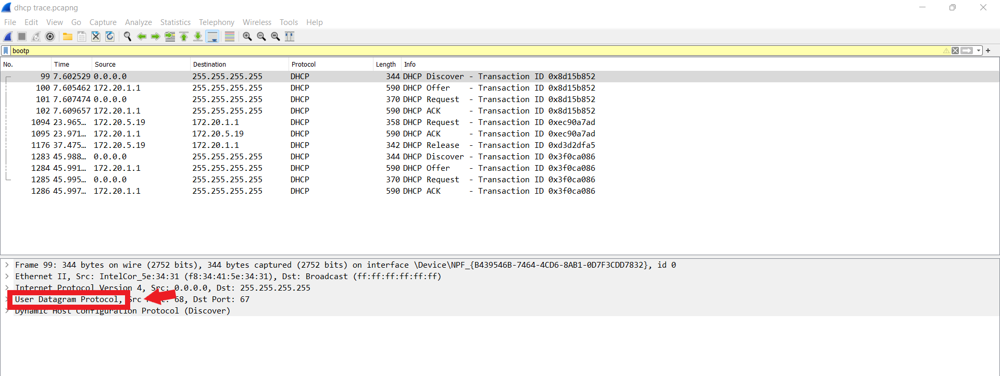 dhcp trace.pcapng
File Edit View Go Capture Analyze Statistics Telephony Wireless Tools Help
bootp
No. Time Source Destination Protocol Length Info
99 7.602529 0.0.0.0 255.255.255.255 DHCP 344 DHCP Discover - Transaction ID 0x8d15b852
100 7.605462 172.20.1.1 255.255.255.255 DHCP 590 DHCP Offer - Transaction ID 0x8d15b852
101 7.607474 0.0.0.0 255.255.255.255 DHCP 370 DHCP Request - Transaction ID 0x8d15b852
102 7.609657 172.20.1.1 255.255.255.255 DHCP 590 DHCP ACK - Transaction ID 0x8d15b852
1094 23.965… 172.20.5.19 172.20.1.1 DHCP 358 DHCP Request - Transaction ID 0xec90a7ad
1095 23.971… 172.20.1.1 172.20.5.19 DHCP 590 DHCP ACK - Transaction ID 0xec90a7ad
1176 37.475… 172.20.5.19 172.20.1.1 DHCP 342 DHCP Release - Transaction ID 0xd3d2dfa5
1283 45.988… 0.0.0.0 255.255.255.255 DHCP 344 DHCP Discover - Transaction ID 0x3f0ca086
1284 45.991… 172.20.1.1 255.255.255.255 DHCP 590 DHCP Offer - Transaction ID 0x3f0ca086
1285 45.995… 0.0.0.0 255.255.255.255 DHCP 370 DHCP Request - Transaction ID 0x3f0ca086
1286 45.997… 172.20.1.1 255.255.255.255 DHCP 590 DHCP ACK - Transaction ID 0x3f0ca086
Frame 99: 344 bytes on wire (2752 bits), 344 bytes captured (2752 bits) on interface \Device\NPF_{B439546B-7464-4CD6-8AB1-0D7F3CDD7832}, id 0
Ethernet II, Src: IntelCor_5e:34:31 (f8:34:41:5e:34:31), Dst: Broadcast (ff:ff:ff:ff:ff:ff)
Internet Protocol Version 4, Src: 0.0.0.0, Dst: 255.255.255.255
User Datagram Protocol, Src Port: 68, Dst Port: 67
Dynamic Host Configuration Protocol (Discover)